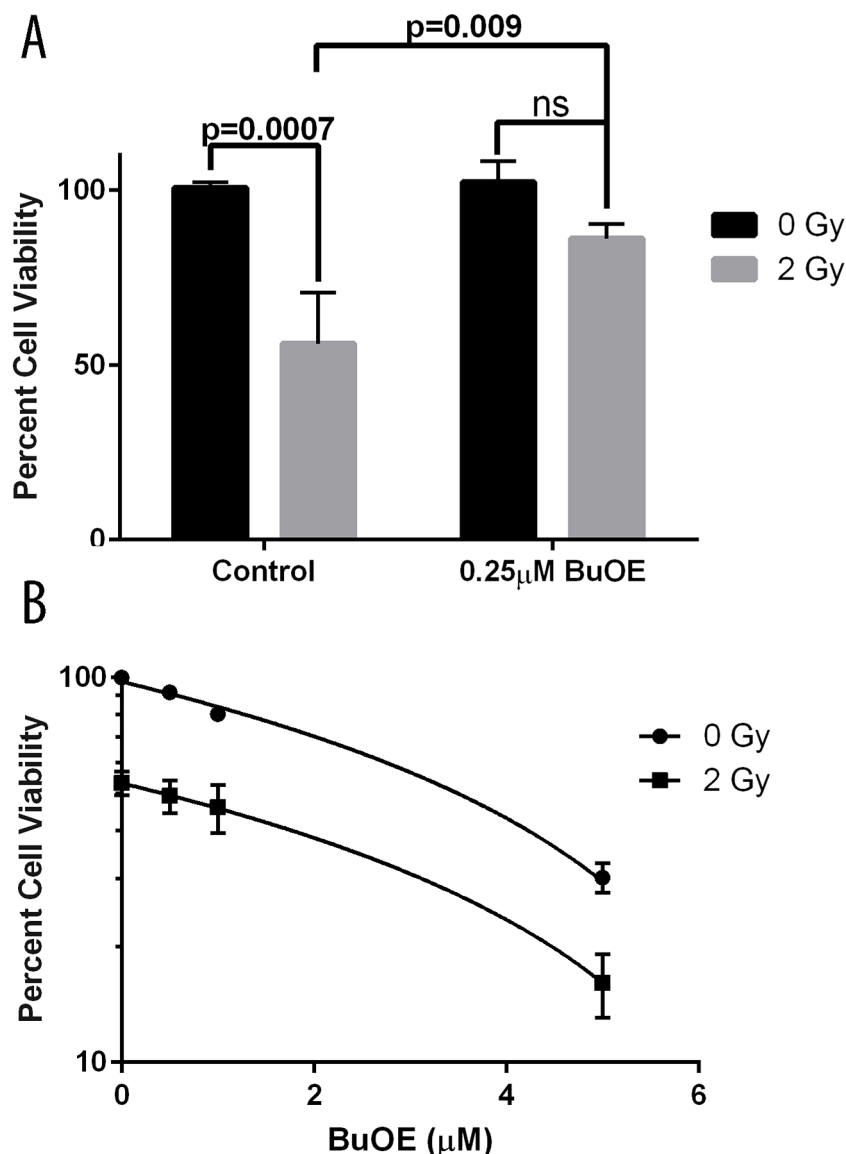 A
p=0.009
ns
p=0.0007
Percent Cell Viability
100
50
0
0 Gy
2 Gy
Control
0.25μM BuOE
B
Percent Cell Viability
100
10
0 Gy
2 Gy
0
2
4
6
BuOE (μM)